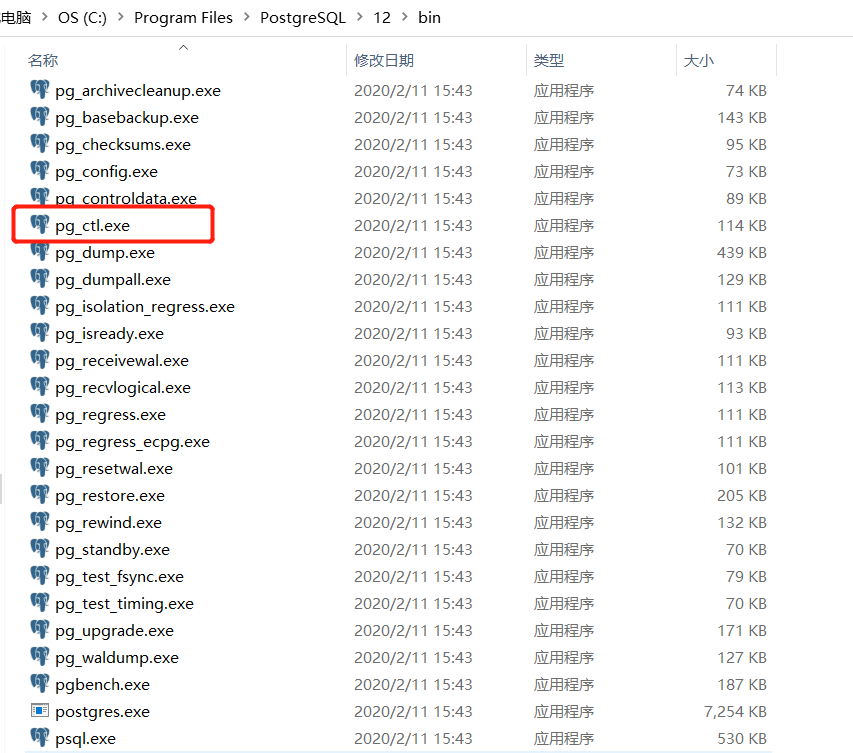 电脑 > OS (C:) > Program Files > PostgreSQL > 12 > bin
名称 修改日期 类型 大小
pg_archivecleanup.exe 2020/2/11 15:43 应用程序 74 KB
pg_basebackup.exe 2020/2/11 15:43 应用程序 143 KB
pg_checksums.exe 2020/2/11 15:43 应用程序 95 KB
pg_config.exe 2020/2/11 15:43 应用程序 73 KB
pg_controldata.exe 2020/2/11 15:43 应用程序 89 KB
pg_ctl.exe 2020/2/11 15:43 应用程序 114 KB
pg_dump.exe 2020/2/11 15:43 应用程序 439 KB
pg_dumpall.exe 2020/2/11 15:43 应用程序 129 KB
pg_isolation_regress.exe 2020/2/11 15:43 应用程序 111 KB
pg_isready.exe 2020/2/11 15:43 应用程序 93 KB
pg_receivewal.exe 2020/2/11 15:43 应用程序 111 KB
pg_recvlogical.exe 2020/2/11 15:43 应用程序 113 KB
pg_regress.exe 2020/2/11 15:43 应用程序 111 KB
pg_regress_ecpg.exe 2020/2/11 15:43 应用程序 111 KB
pg_resetwal.exe 2020/2/11 15:43 应用程序 101 KB
pg_restore.exe 2020/2/11 15:43 应用程序 205 KB
pg_rewind.exe 2020/2/11 15:43 应用程序 132 KB
pg_standby.exe 2020/2/11 15:43 应用程序 70 KB
pg_test_fsync.exe 2020/2/11 15:43 应用程序 79 KB
pg_test_timing.exe 2020/2/11 15:43 应用程序 70 KB
pg_upgrade.exe 2020/2/11 15:43 应用程序 171 KB
pg_waldump.exe 2020/2/11 15:43 应用程序 127 KB
pgbench.exe 2020/2/11 15:43 应用程序 187 KB
postgres.exe 2020/2/11 15:43 应用程序 7,254 KB
psql.exe 2020/2/11 15:43 应用程序 530 KB